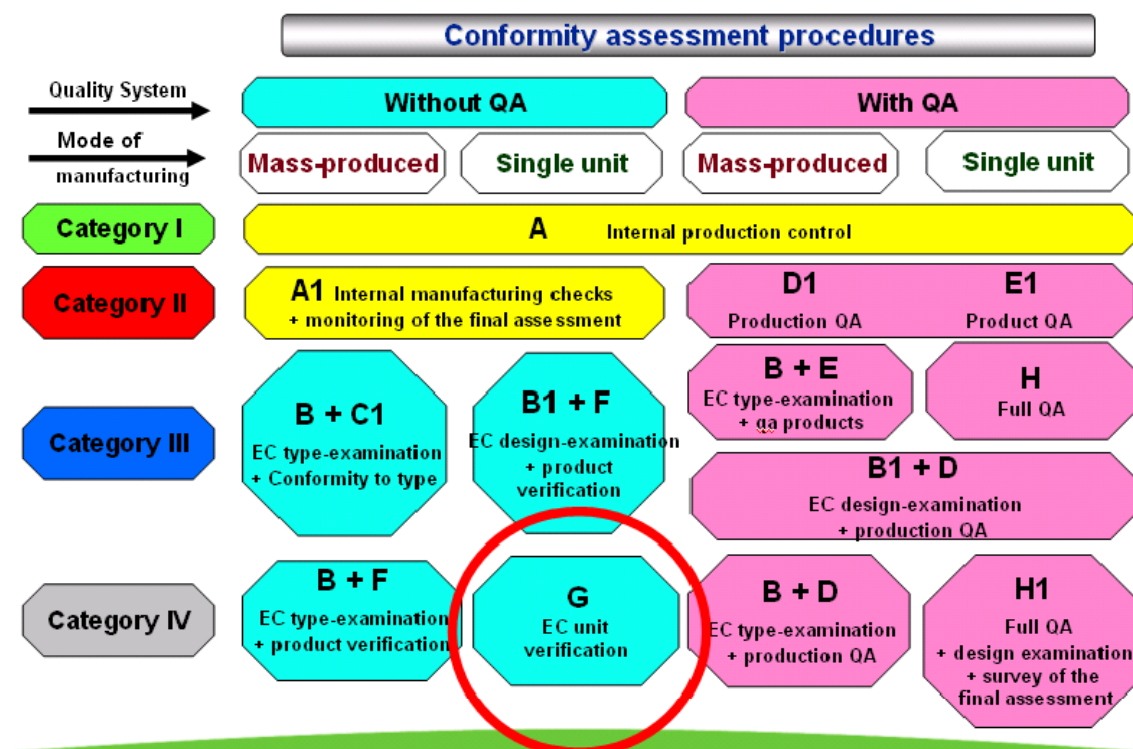 Conformity assessment procedures
Quality System
Without QA
With QA
Mode of
manufacturing
Mass-produced
Single unit
Mass-produced
Single unit
Category I
A Internal production control
Category II
A1 Internal manufacturing checks
+ monitoring of the final assessment
D1
Production QA
E1
Product QA
Category III
B + C1
EC type-examination
+ Conformity to type
B1 + F
EC design-examination
+ product
verification
B + E
EC type-examination
+ qa products
H
Full QA
B1 + D
EC design-examination
+ production QA
Category IV
B + F
EC type-examination
+ product verification
G
EC unit
verification
B + D
EC type-examination
+ production QA
H1
Full QA
+ design examination
+ survey of the
final assessment